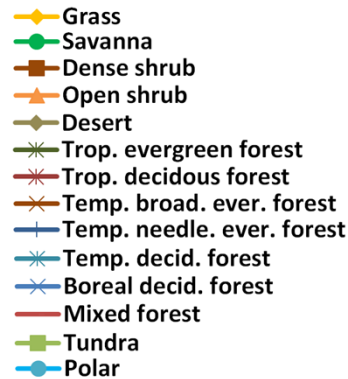 Grass
Savanna
Dense shrub
Open shrub
Desert
Trop. evergreen forest
Trop. decidous forest
Temp. broad. ever. forest
Temp. needle. ever. forest
Temp. decid. forest
Boreal decid. forest
Mixed forest
Tundra
Polar